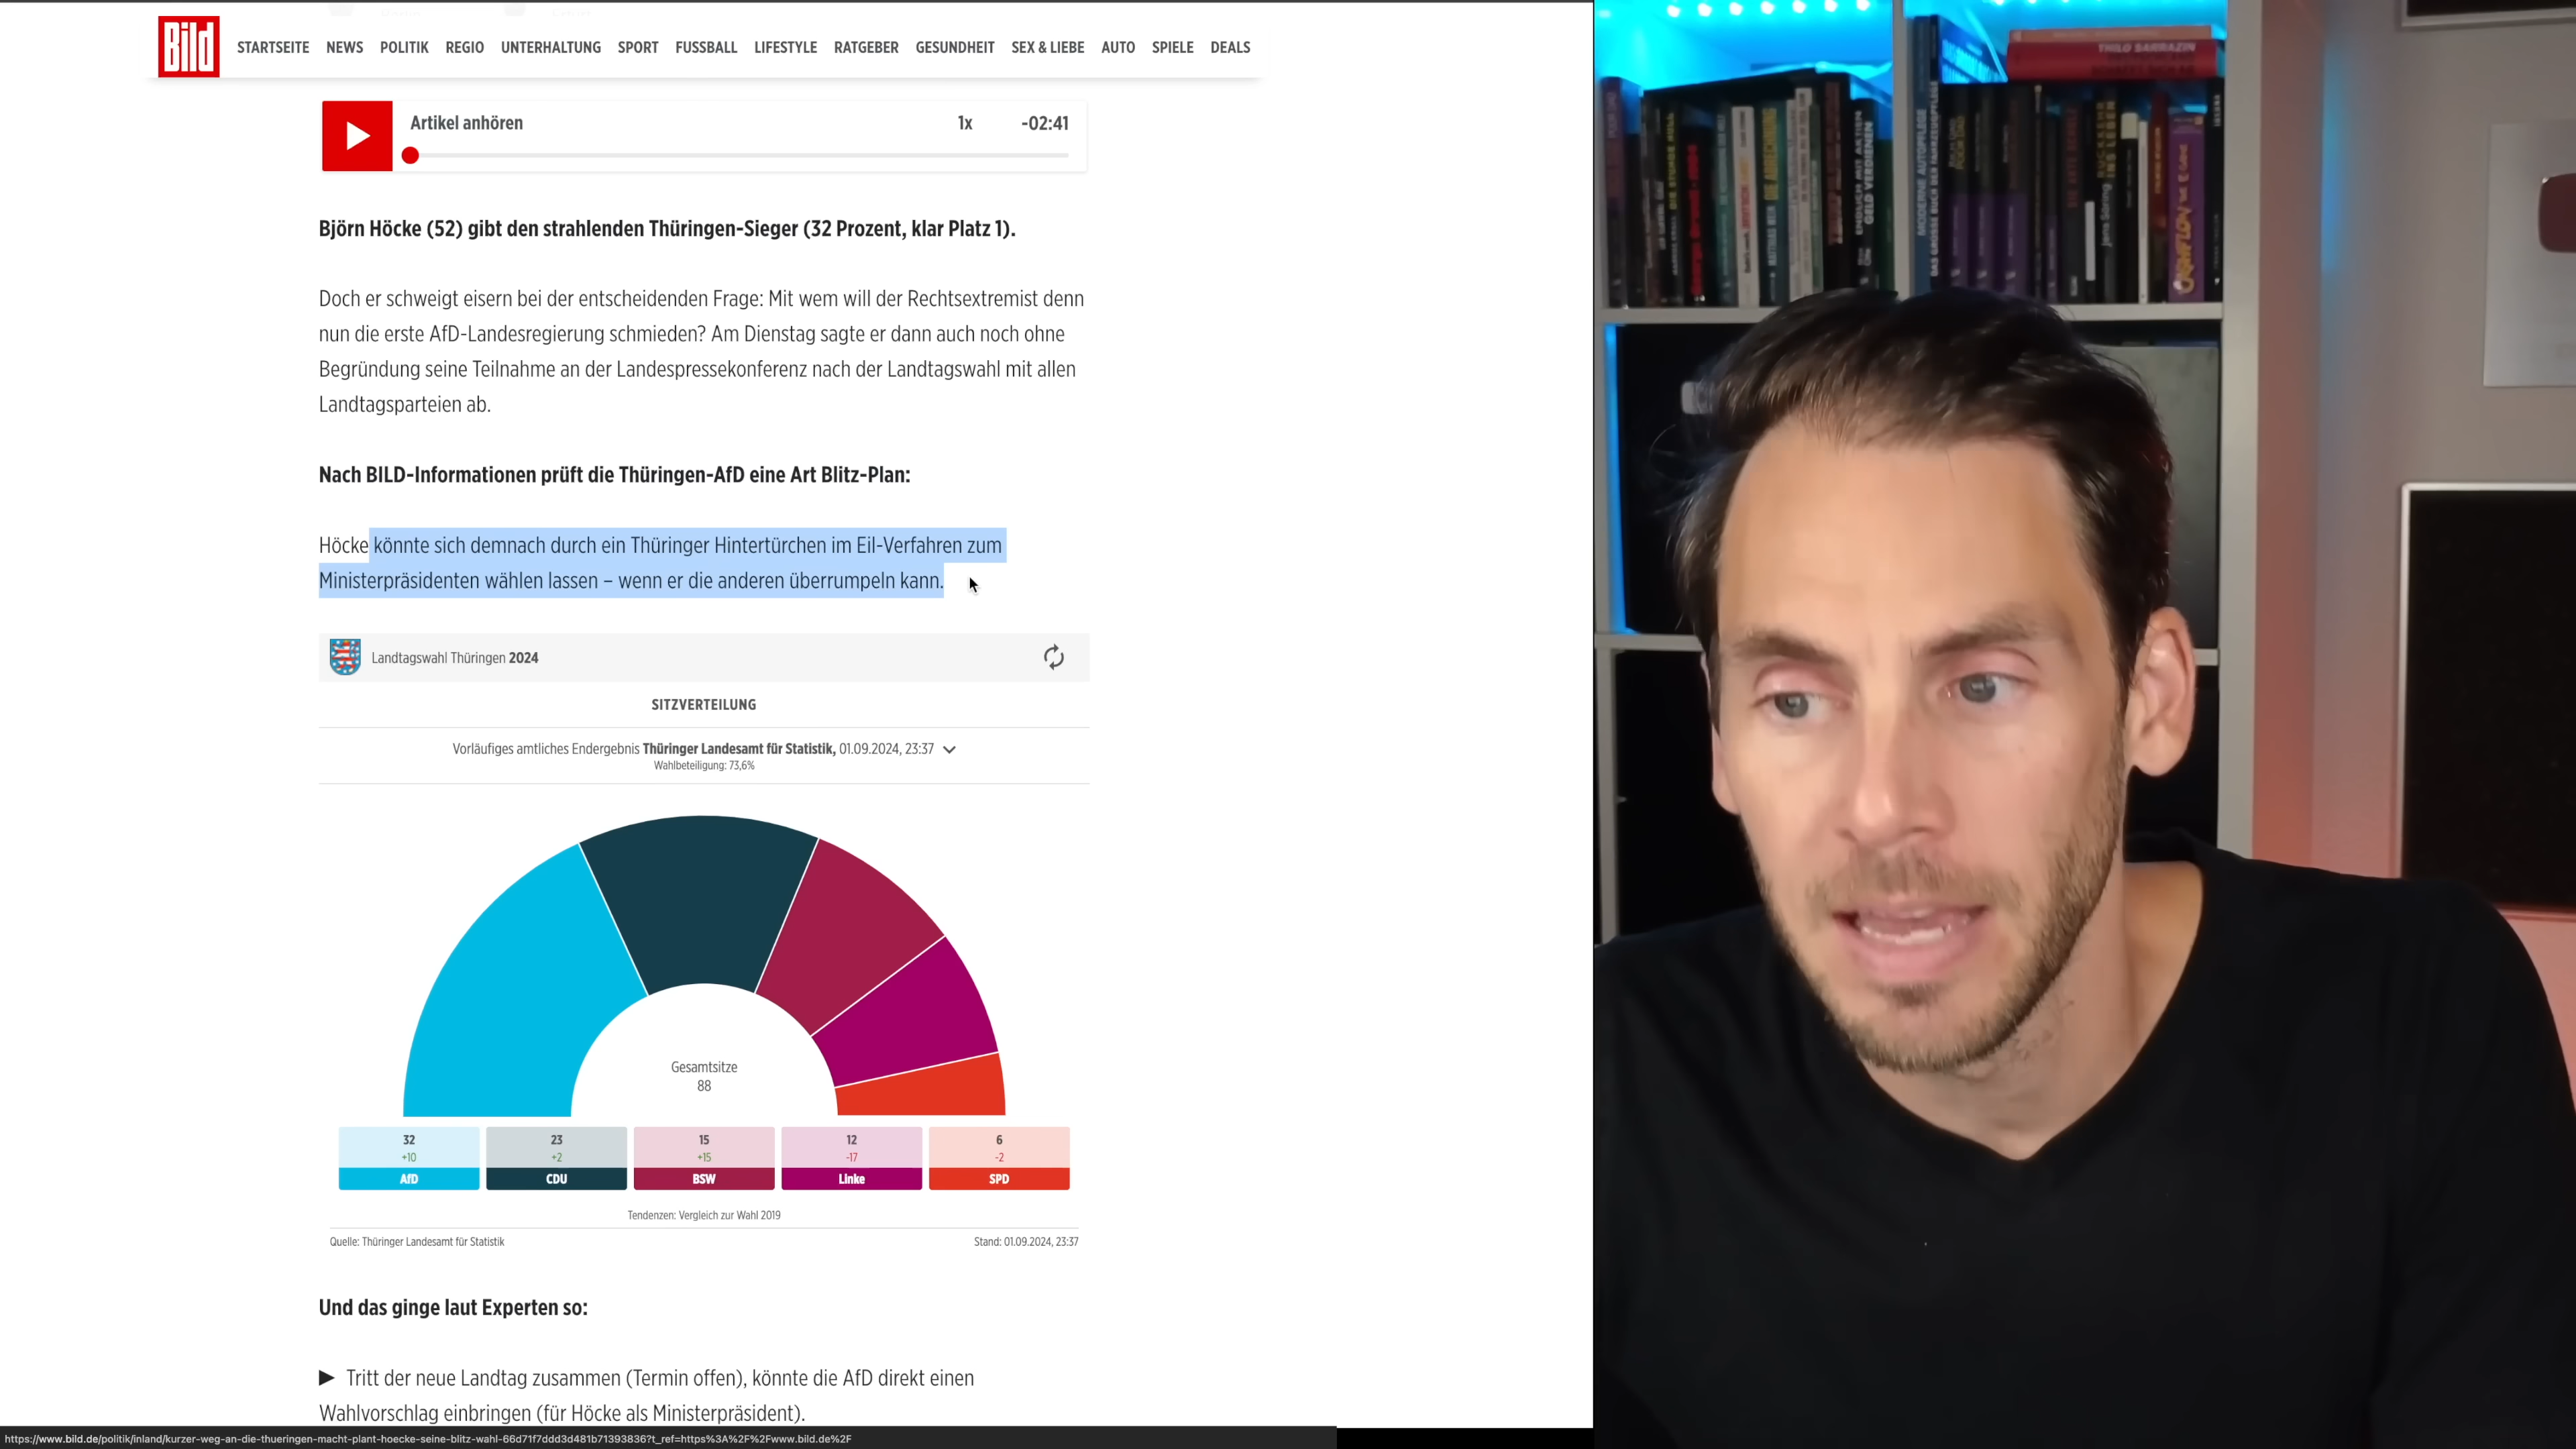 Bild
STARTSEITE NEWS POLITIK REGIO UNTERHALTUNG SPORT FUSSBALL LIFESTYLE RATGEBER GESUNDHEIT SEX & LIEBE AUTO SPIELE DEALS
Artikel anhören 1x -02:41
Björn Höcke (52) gibt den strahlenden Thüringen-Sieger (32 Prozent, klar Platz 1).
Doch er schweigt eisern bei der entscheidenden Frage: Mit wem will der Rechtsextremist denn
nun die erste AfD-Landesregierung schmieden? Am Dienstag sagte er dann auch noch ohne
Begründung seine Teilnahme an der Landespressekonferenz nach der Landtagswahl mit allen
Landtagsparteien ab.
Nach BILD-Informationen prüft die Thüringen-AfD eine Art Blitz-Plan:
Höcke könnte sich demnach durch ein Thüringer Hintertürchen im Eil-Verfahren zum
Ministerpräsidenten wählen lassen – wenn er die anderen überrumpeln kann.
Landtagswahl Thüringen 2024
SITZVERTEILUNG
Vorläufiges amtliches Endergebnis Thüringer Landesamt für Statistik, 01.09.2024, 23:37
Wahlbeteiligung: 73,6%
Gesamtsitze
88
32 23 15 12 6
+10 +2 +15 -17 -2
AfD CDU BSW Linke SPD
Tendenzen: Vergleich zur Wahl 2019
Quelle: Thüringer Landesamt für Statistik Stand: 01.09.2024, 23:37
Und das ginge laut Experten so:
▶ Tritt der neue Landtag zusammen (Termin offen), könnte die AfD direkt einen
Wahlvorschlag einbringen (für Höcke als Ministerpräsident).
https://www.bild.de/politik/inland/kurzer-weg-an-die-thueringen-macht-plant-hoecke-seine-blitz-wahl-66d71f7ddd3d481b71393836?t_ref=https%3A%2F%2Fwww.bild.de%2F
THILO SARRAZIN
GELD VERDIENEN
MODERNE AUTOPFLEGE
CASHFLOW